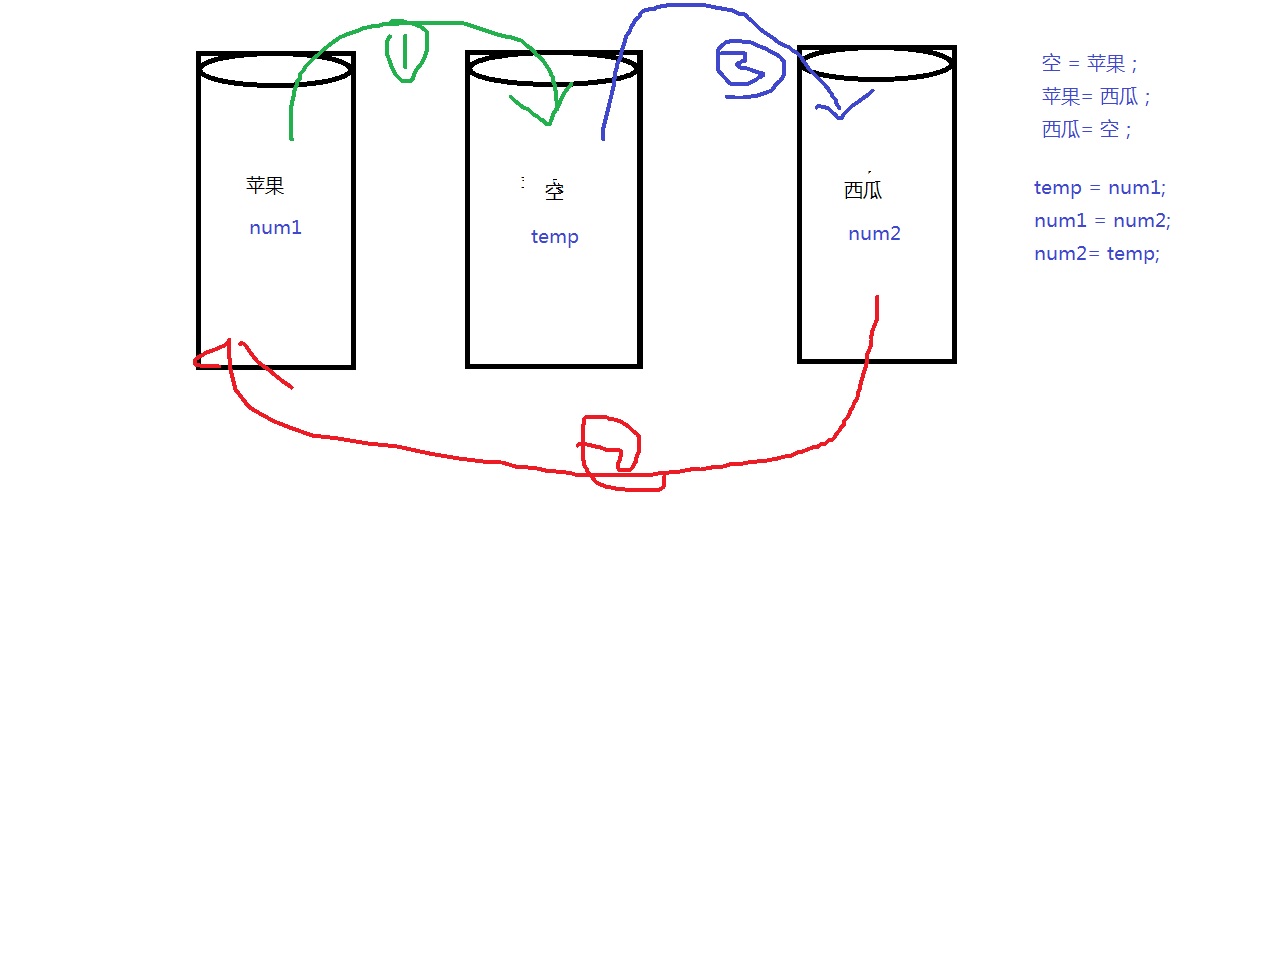 苹果
num1
空
temp
西瓜
num2
空 = 苹果 ;
苹果= 西瓜 ;
西瓜= 空 ;
temp = num1;
num1 = num2;
num2= temp;
1
3
2